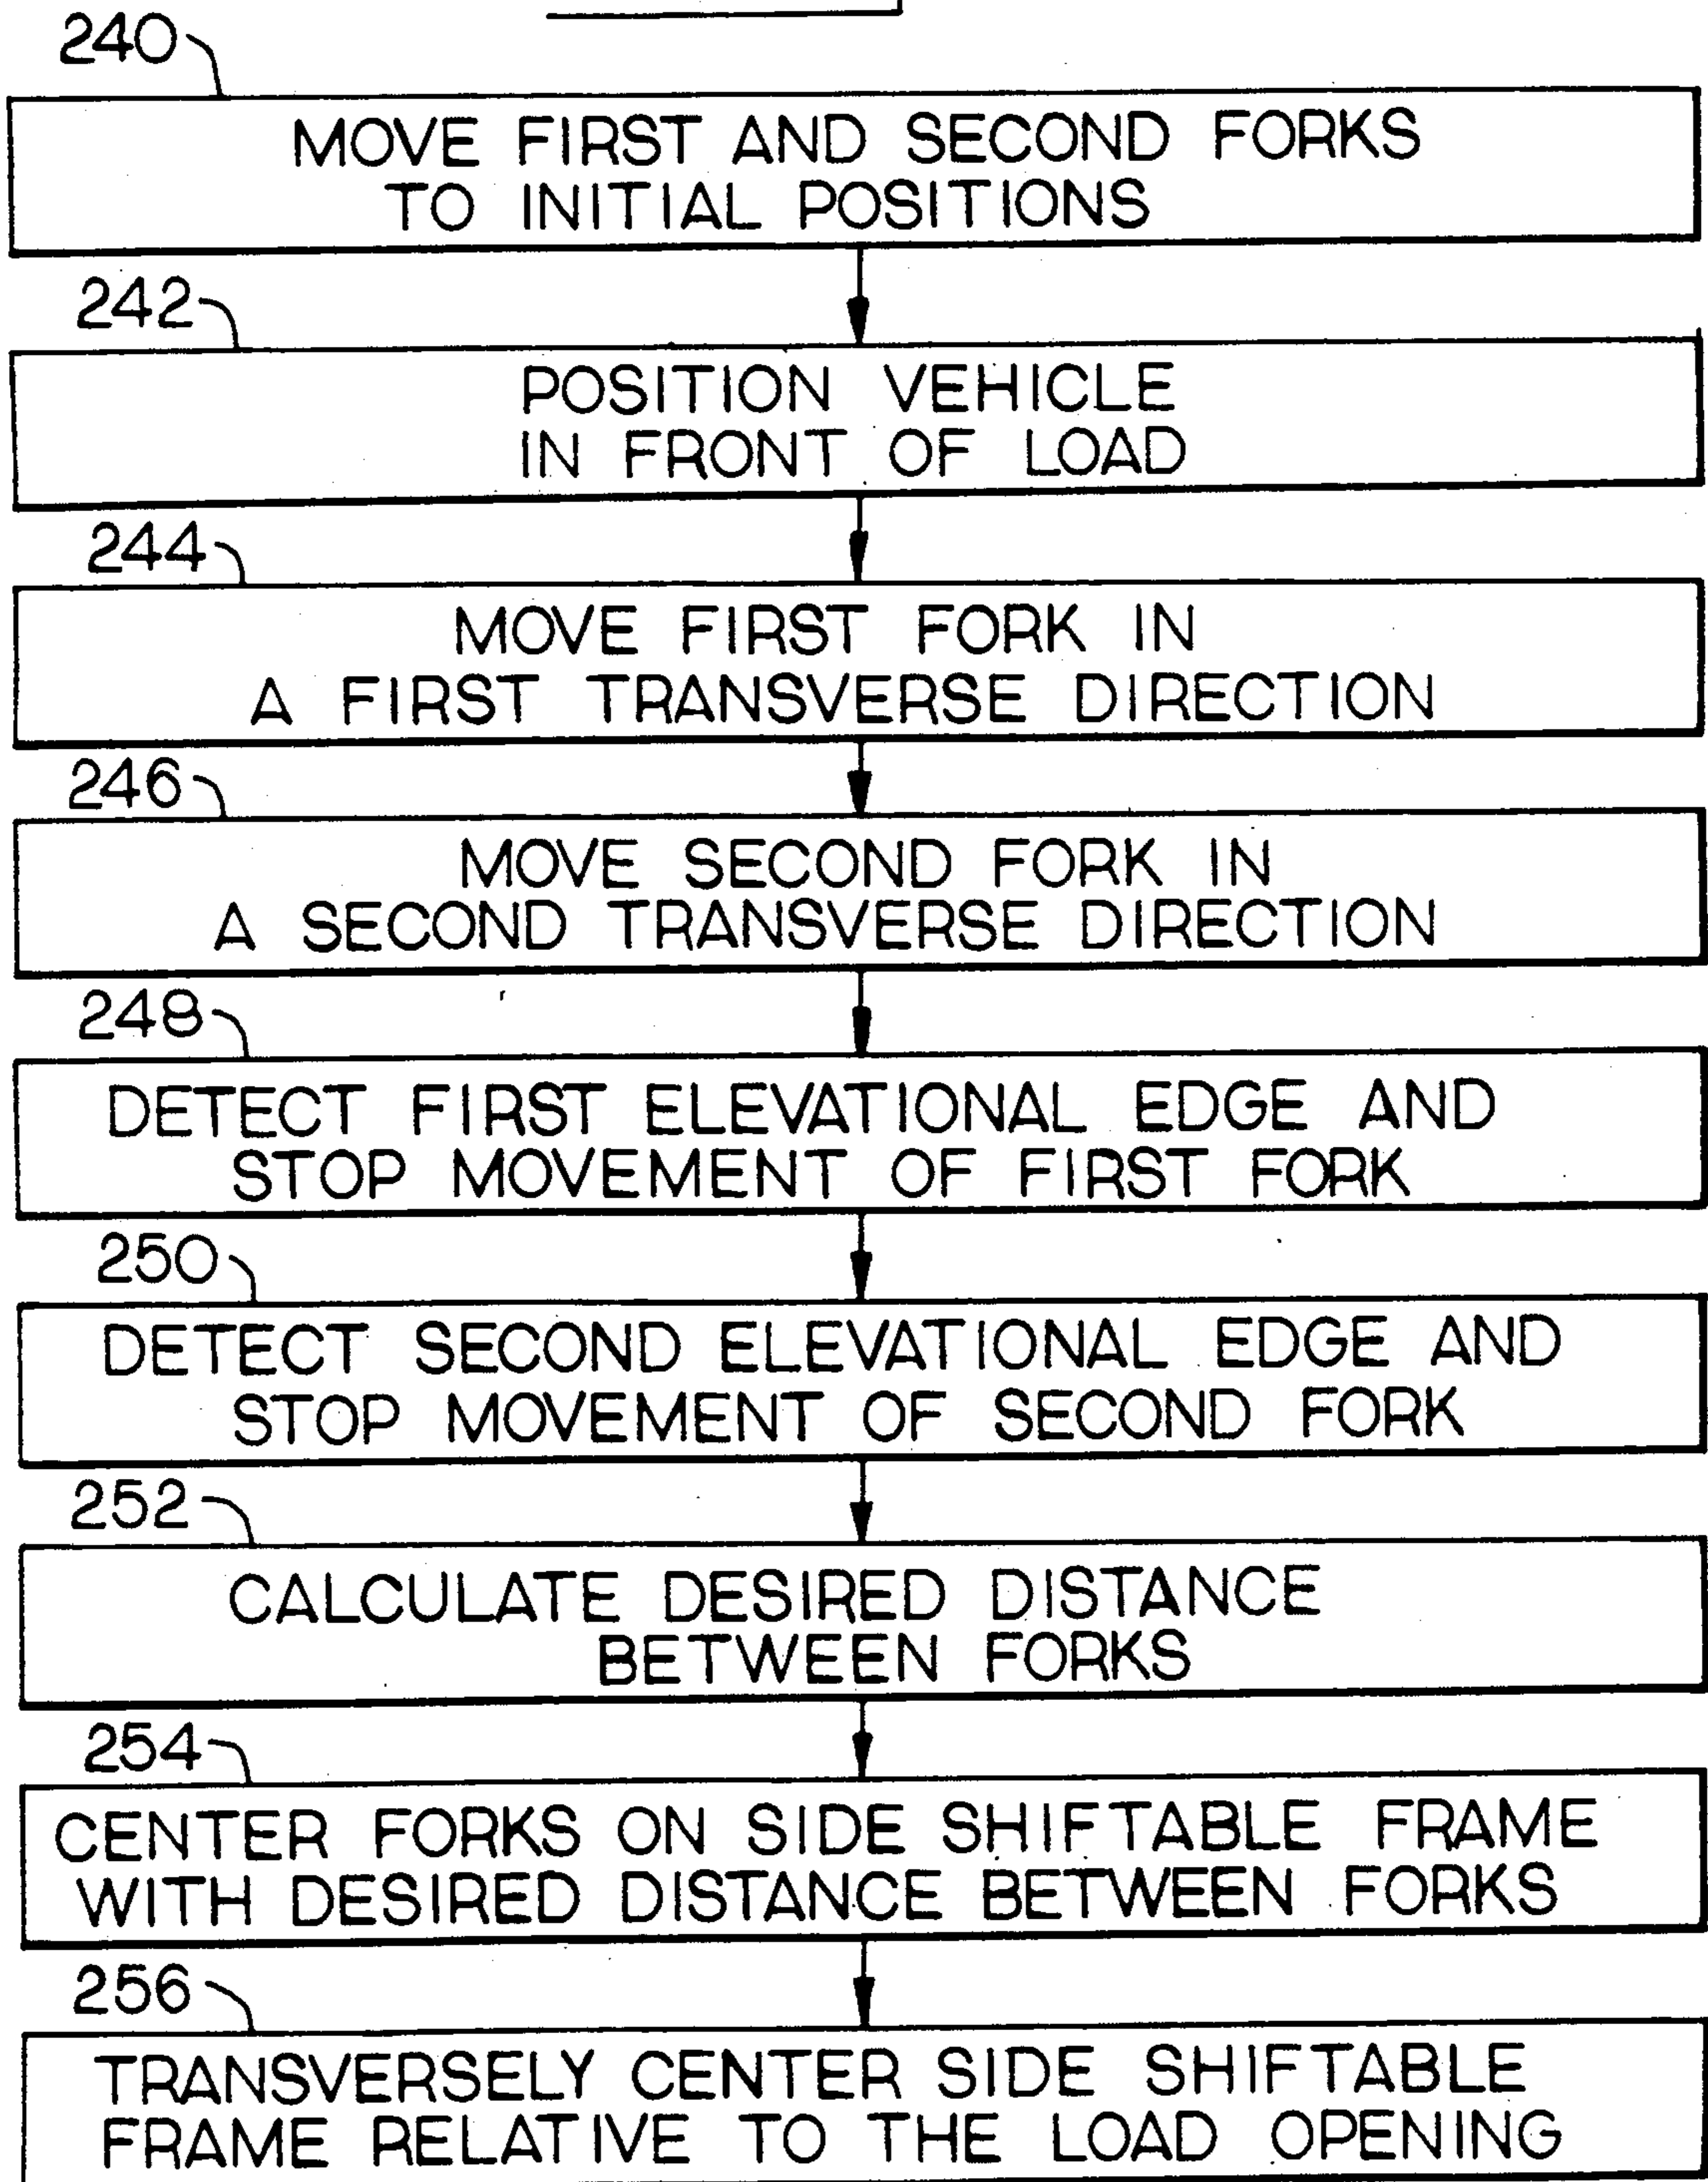 240
MOVE FIRST AND SECOND FORKS
TO INITIAL POSITIONS
242
POSITION VEHICLE
IN FRONT OF LOAD
244
MOVE FIRST FORK IN
A FIRST TRANSVERSE DIRECTION
246
MOVE SECOND FORK IN
A SECOND TRANSVERSE DIRECTION
248
DETECT FIRST ELEVATIONAL EDGE AND
STOP MOVEMENT OF FIRST FORK
250
DETECT SECOND ELEVATIONAL EDGE AND
STOP MOVEMENT OF SECOND FORK
252
CALCULATE DESIRED DISTANCE
BETWEEN FORKS
254
CENTER FORKS ON SIDE SHIFTABLE FRAME
WITH DESIRED DISTANCE BETWEEN FORKS
256
TRANSVERSELY CENTER SIDE SHIFTABLE
FRAME RELATIVE TO THE LOAD OPENING